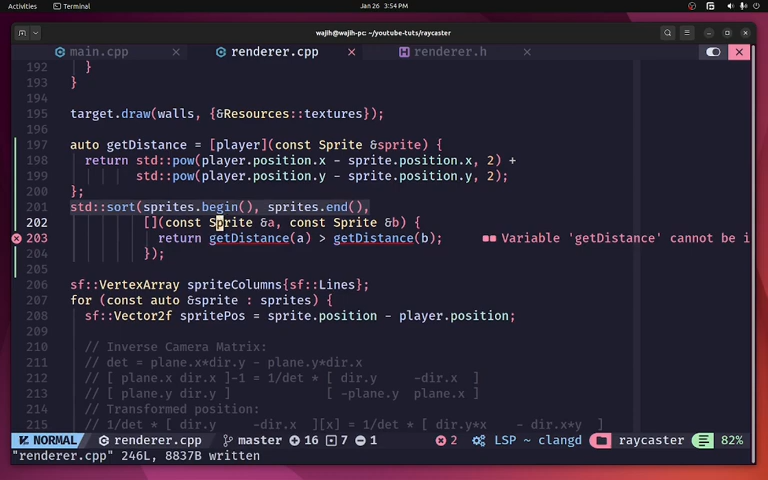 Activities Terminal Jan 26 3:54 PM
wajih@wajih-pc: ~/youtube-tuts/raycaster
main.cpp × renderer.cpp × renderer.h ×
192 }
193 }
194
195 target.draw(walls, {&Resources::textures});
196
197 auto getDistance = [player](const Sprite &sprite) {
198 return std::pow(player.position.x - sprite.position.x, 2) +
199 std::pow(player.position.y - sprite.position.y, 2);
200 };
201 std::sort(sprites.begin(), sprites.end(),
202 [](const Sprite &a, const Sprite &b) {
203 return getDistance(a) > getDistance(b); ■■ Variable 'getDistance' cannot be i
204 });
205
206 sf::VertexArray spriteColumns{sf::Lines};
207 for (const auto &sprite : sprites) {
208 sf::Vector2f spritePos = sprite.position - player.position;
209
210 // Inverse Camera Matrix:
211 // det = plane.x*dir.y - plane.y*dir.x
212 // [ plane.x dir.x ]-1 = 1/det * [ dir.y -dir.x ]
213 // [ plane.y dir.y ] [ -plane.y plane.x ]
214 // Transformed position:
215 // 1/det * [ dir.y -dir.x ][x] = 1/det * [ dir.y*x - dir.x*y ]
NORMAL renderer.cpp master 16 7 1 2 LSP ~ clangd raycaster 82%
"renderer.cpp" 246L, 8837B written